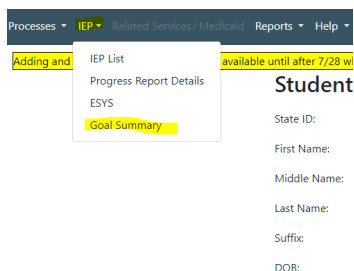 Processes IEP Related Services/Medicaid Reports Help
Adding and available until after 7/28
IEP List
Progress Report Details
ESYS
Goal Summary
Student
State ID:
First Name:
Middle Name:
Last Name:
Suffix:
DOB: